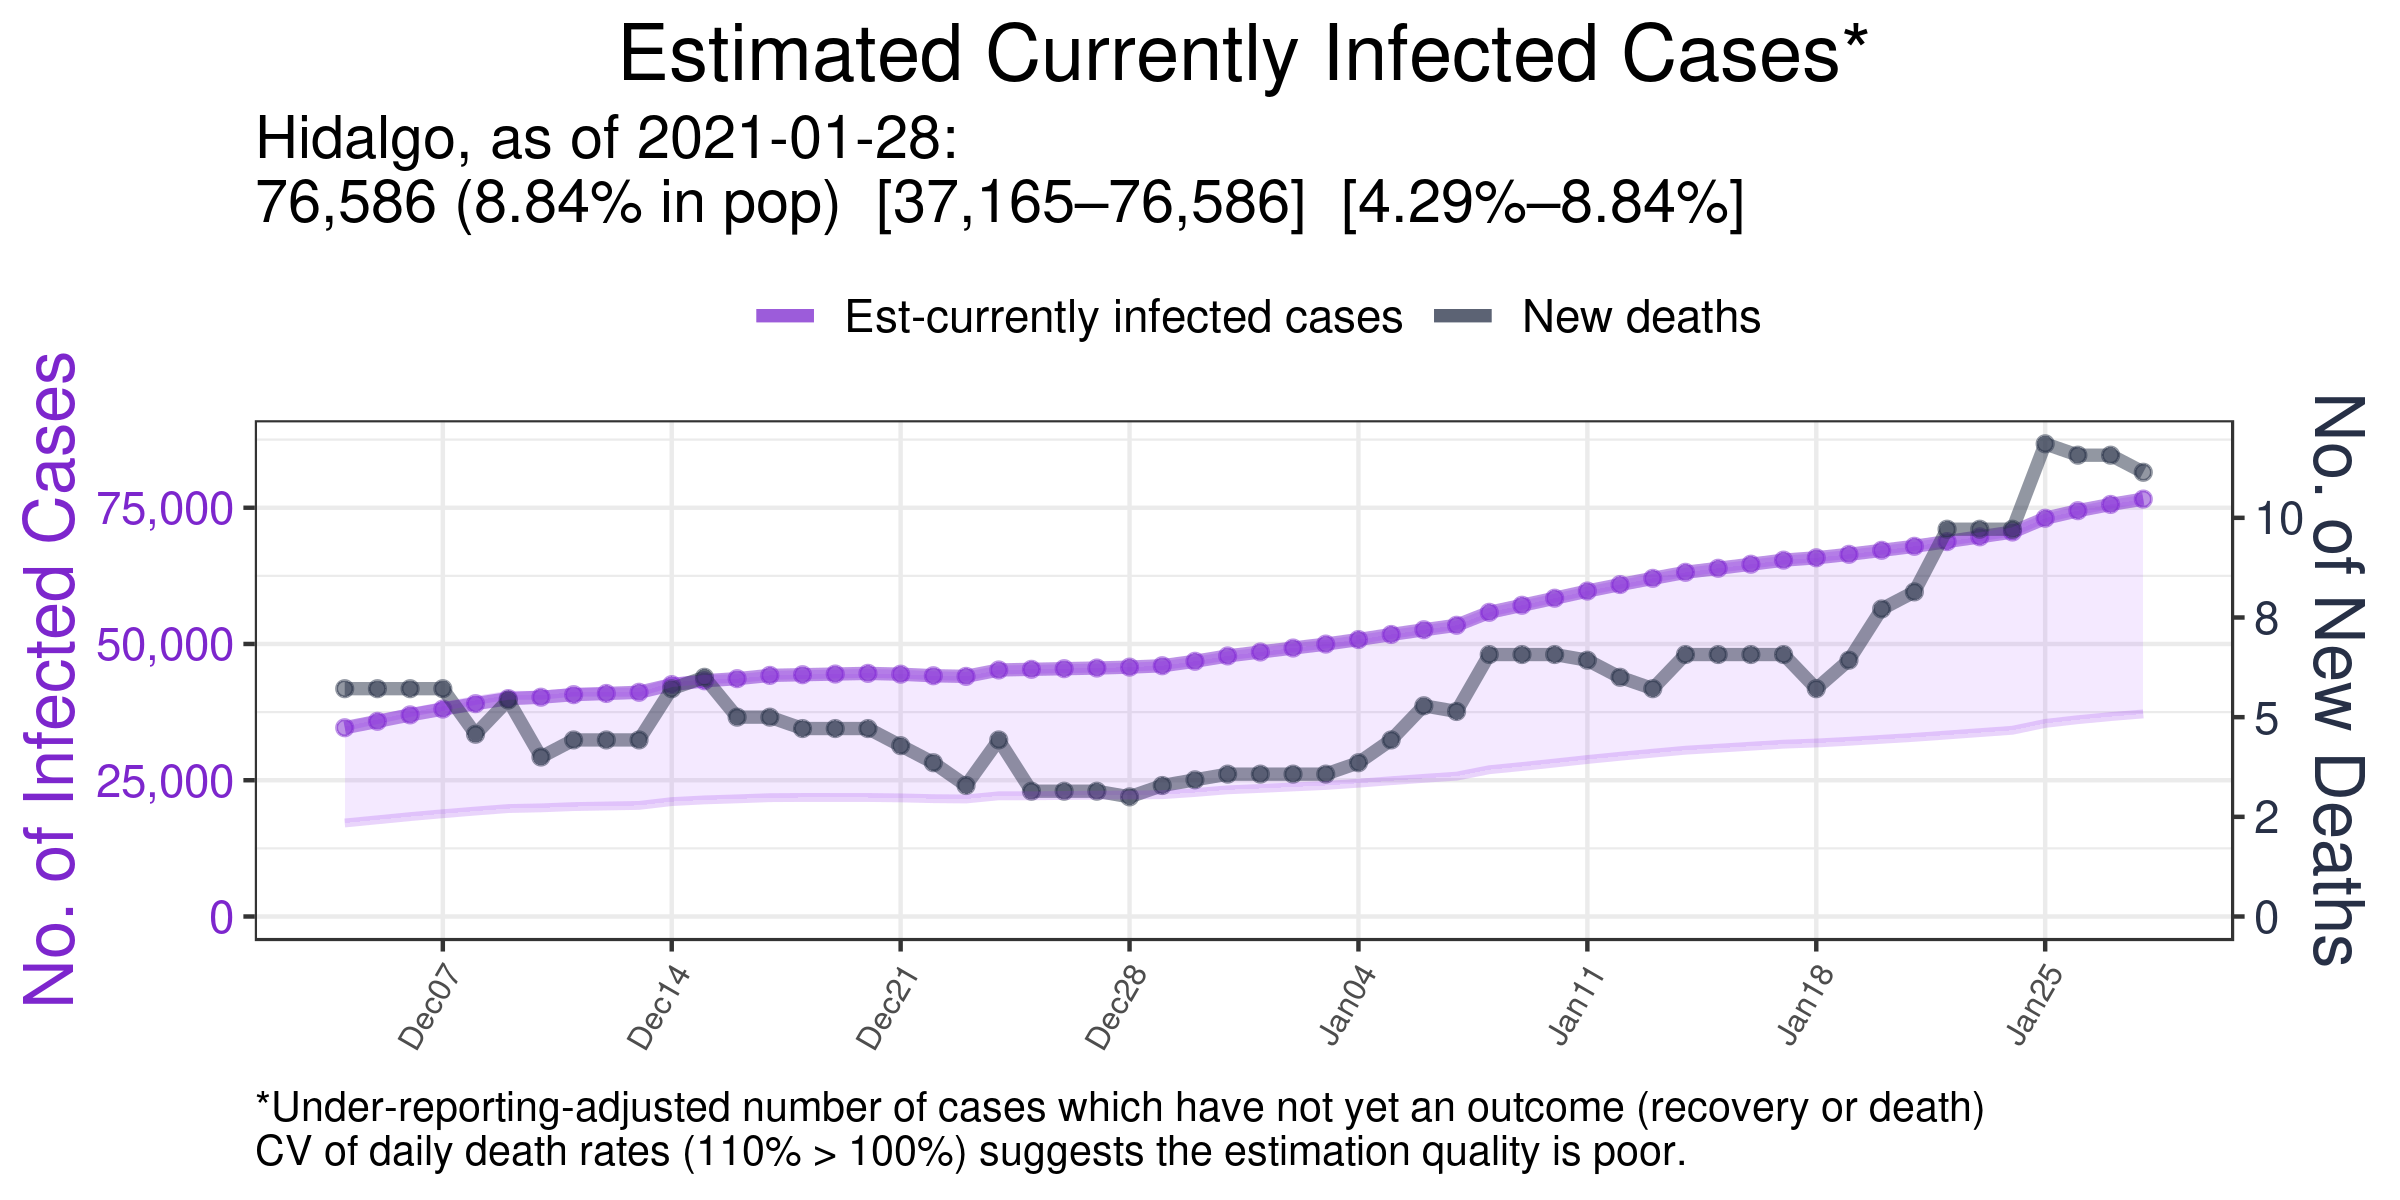 Estimated Currently Infected Cases*
Hidalgo, as of 2021-01-28:
76,586 (8.84% in pop)  [37,165–76,586]  [4.29%–8.84%]
Est-currently infected cases
New deaths
No. of Infected Cases
75,000
50,000
25,000
0
10
8
5
2
0
No. of New Deaths
Dec07
Dec14
Dec21
Dec28
Jan04
Jan11
Jan18
Jan25
*Under-reporting-adjusted number of cases which have not yet an outcome (recovery or death)
CV of daily death rates (110% > 100%) suggests the estimation quality is poor.